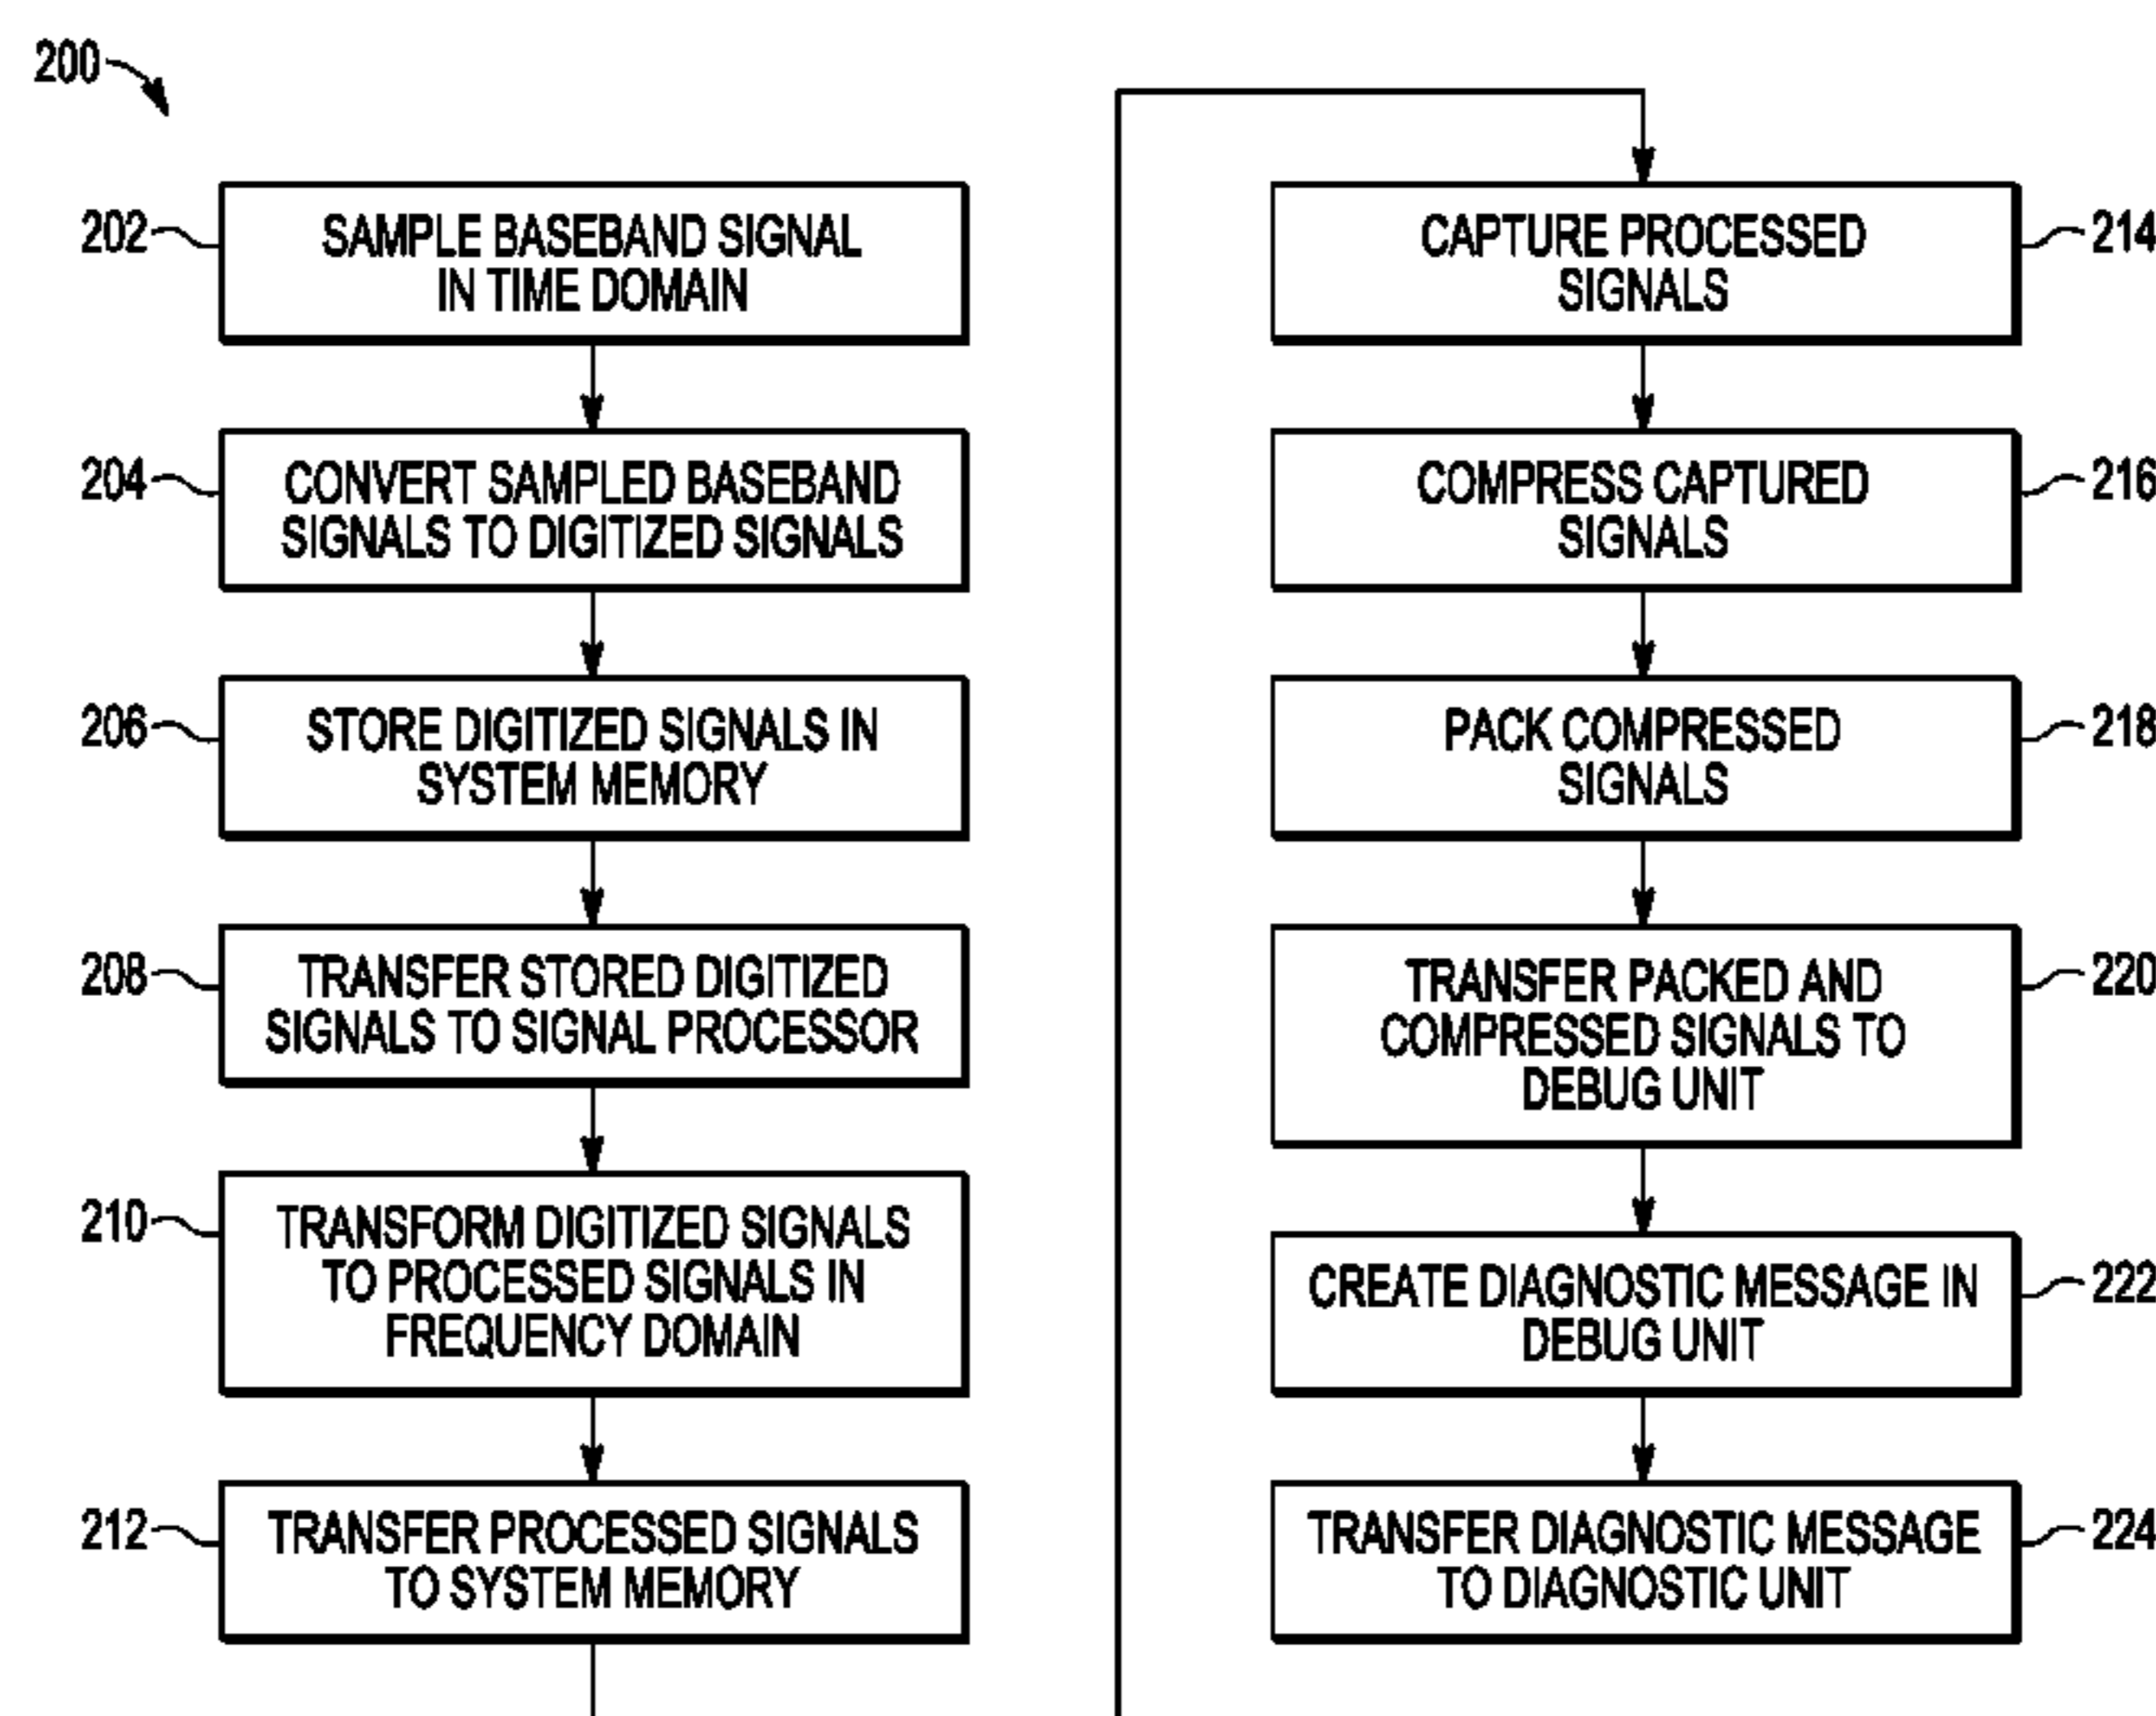 200
202
SAMPLE BASEBAND SIGNAL
IN TIME DOMAIN
204
CONVERT SAMPLED BASEBAND
SIGNALS TO DIGITIZED SIGNALS
206
STORE DIGITIZED SIGNALS IN
SYSTEM MEMORY
208
TRANSFER STORED DIGITIZED
SIGNALS TO SIGNAL PROCESSOR
210
TRANSFORM DIGITIZED SIGNALS
TO PROCESSED SIGNALS IN
FREQUENCY DOMAIN
212
TRANSFER PROCESSED SIGNALS
TO SYSTEM MEMORY
CAPTURE PROCESSED
SIGNALS
214
COMPRESS CAPTURED
SIGNALS
216
PACK COMPRESSED
SIGNALS
218
TRANSFER PACKED AND
COMPRESSED SIGNALS TO
DEBUG UNIT
220
CREATE DIAGNOSTIC MESSAGE IN
DEBUG UNIT
222
TRANSFER DIAGNOSTIC MESSAGE
TO DIAGNOSTIC UNIT
224